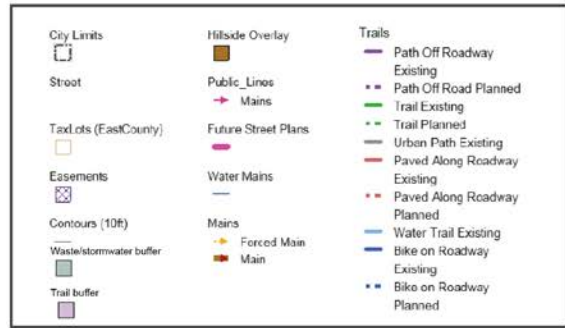 City Limits
Street
TaxLots (EastCounty)
Easements
Contours (10ft)
Waste/stormwater buffer
Trail buffer
Hillside Overlay
Public_Lines
Mains
Future Street Plans
Water Mains
Mains
Forced Main
Main
Trails
Path Off Roadway
Existing
Path Off Road Planned
Trail Existing
Trail Planned
Urban Path Existing
Paved Along Roadway
Existing
Paved Along Roadway
Planned
Water Trail Existing
Bike on Roadway
Existing
Bike on Roadway
Planned